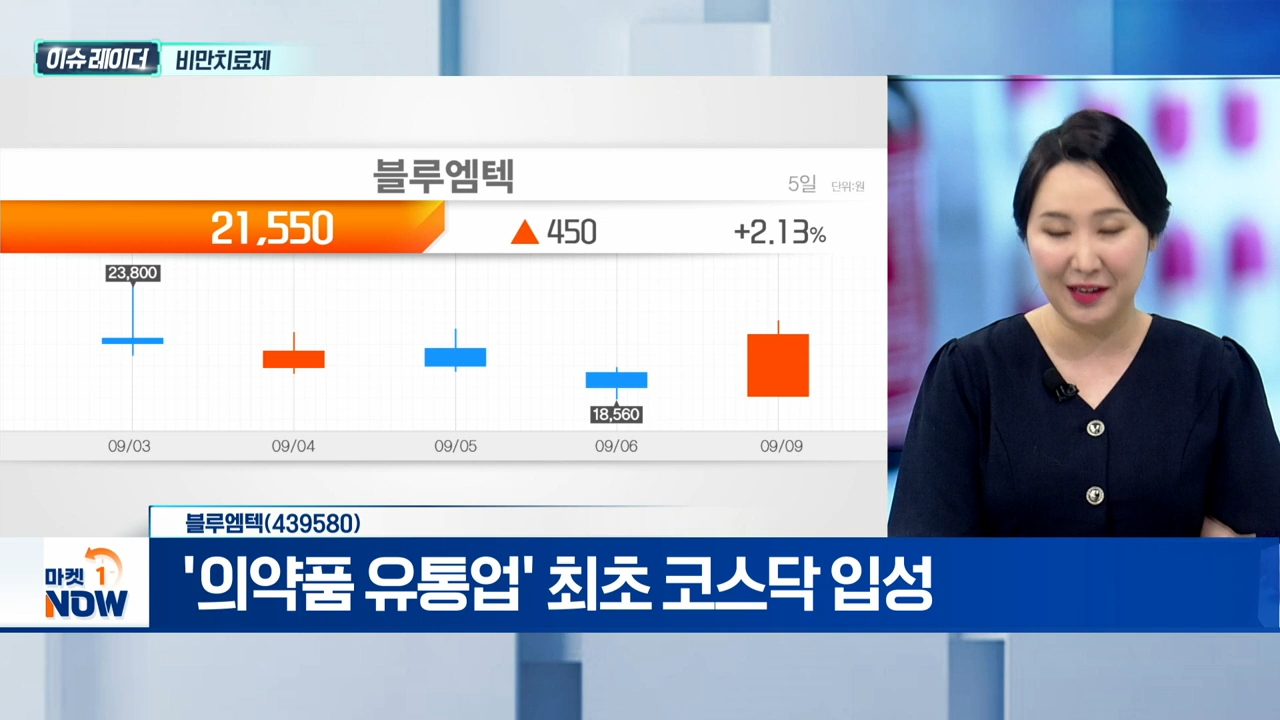 이슈 레이더 비만치료제
블루엠텍
5일 단위:원
21,550 ▲ 450 +2.13%
23,800
18,560
09/03 09/04 09/05 09/06 09/09
블루엠텍(439580)
마켓 1
NOW
'의약품 유통업' 최초 코스닥 입성